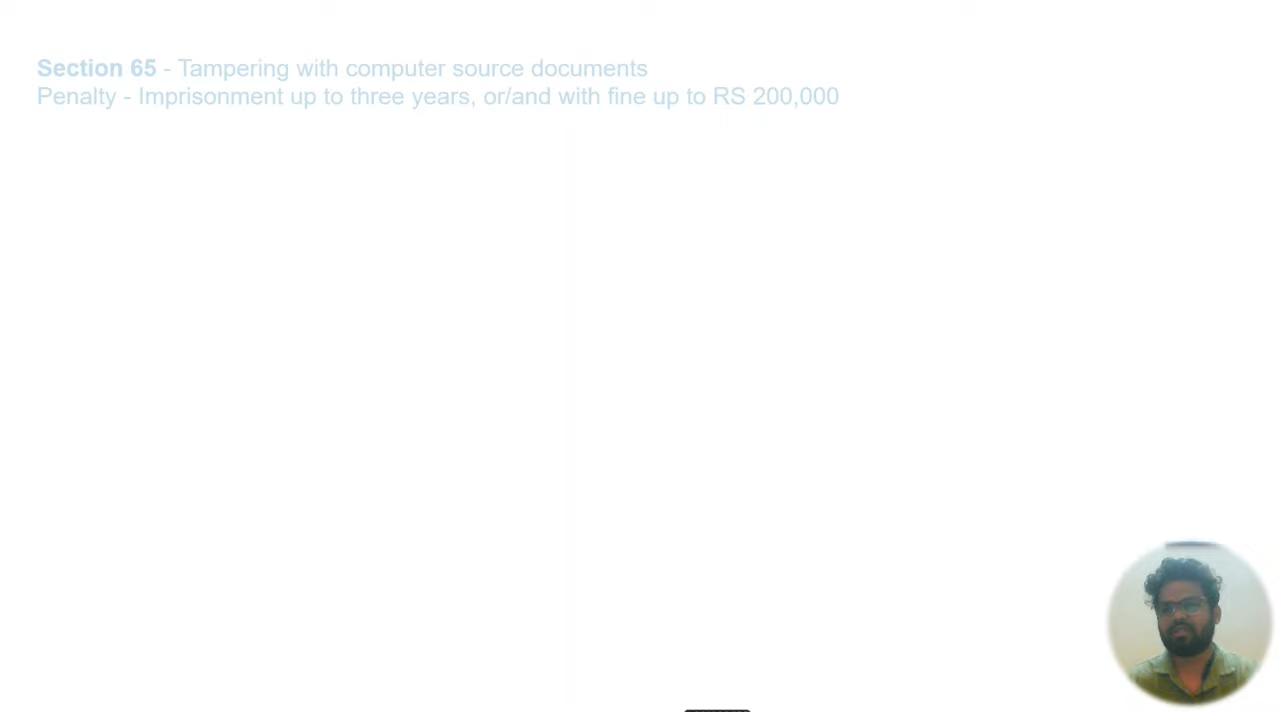 Section 65 - Tampering with computer source documents
Penalty - Imprisonment up to three years, or/and with fine up to RS 200,000